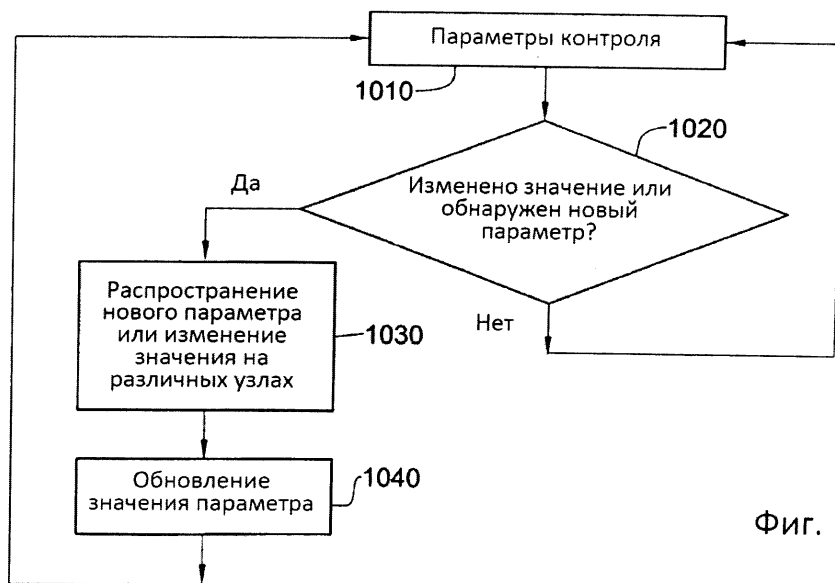 Параметры контроля
1010
1020
Да
Изменено значение или
обнаружен новый
параметр?
Распространение
нового параметра
или изменение
значения на
различных узлах
1030
Нет
Обновление
значения параметра
1040
Фиг.